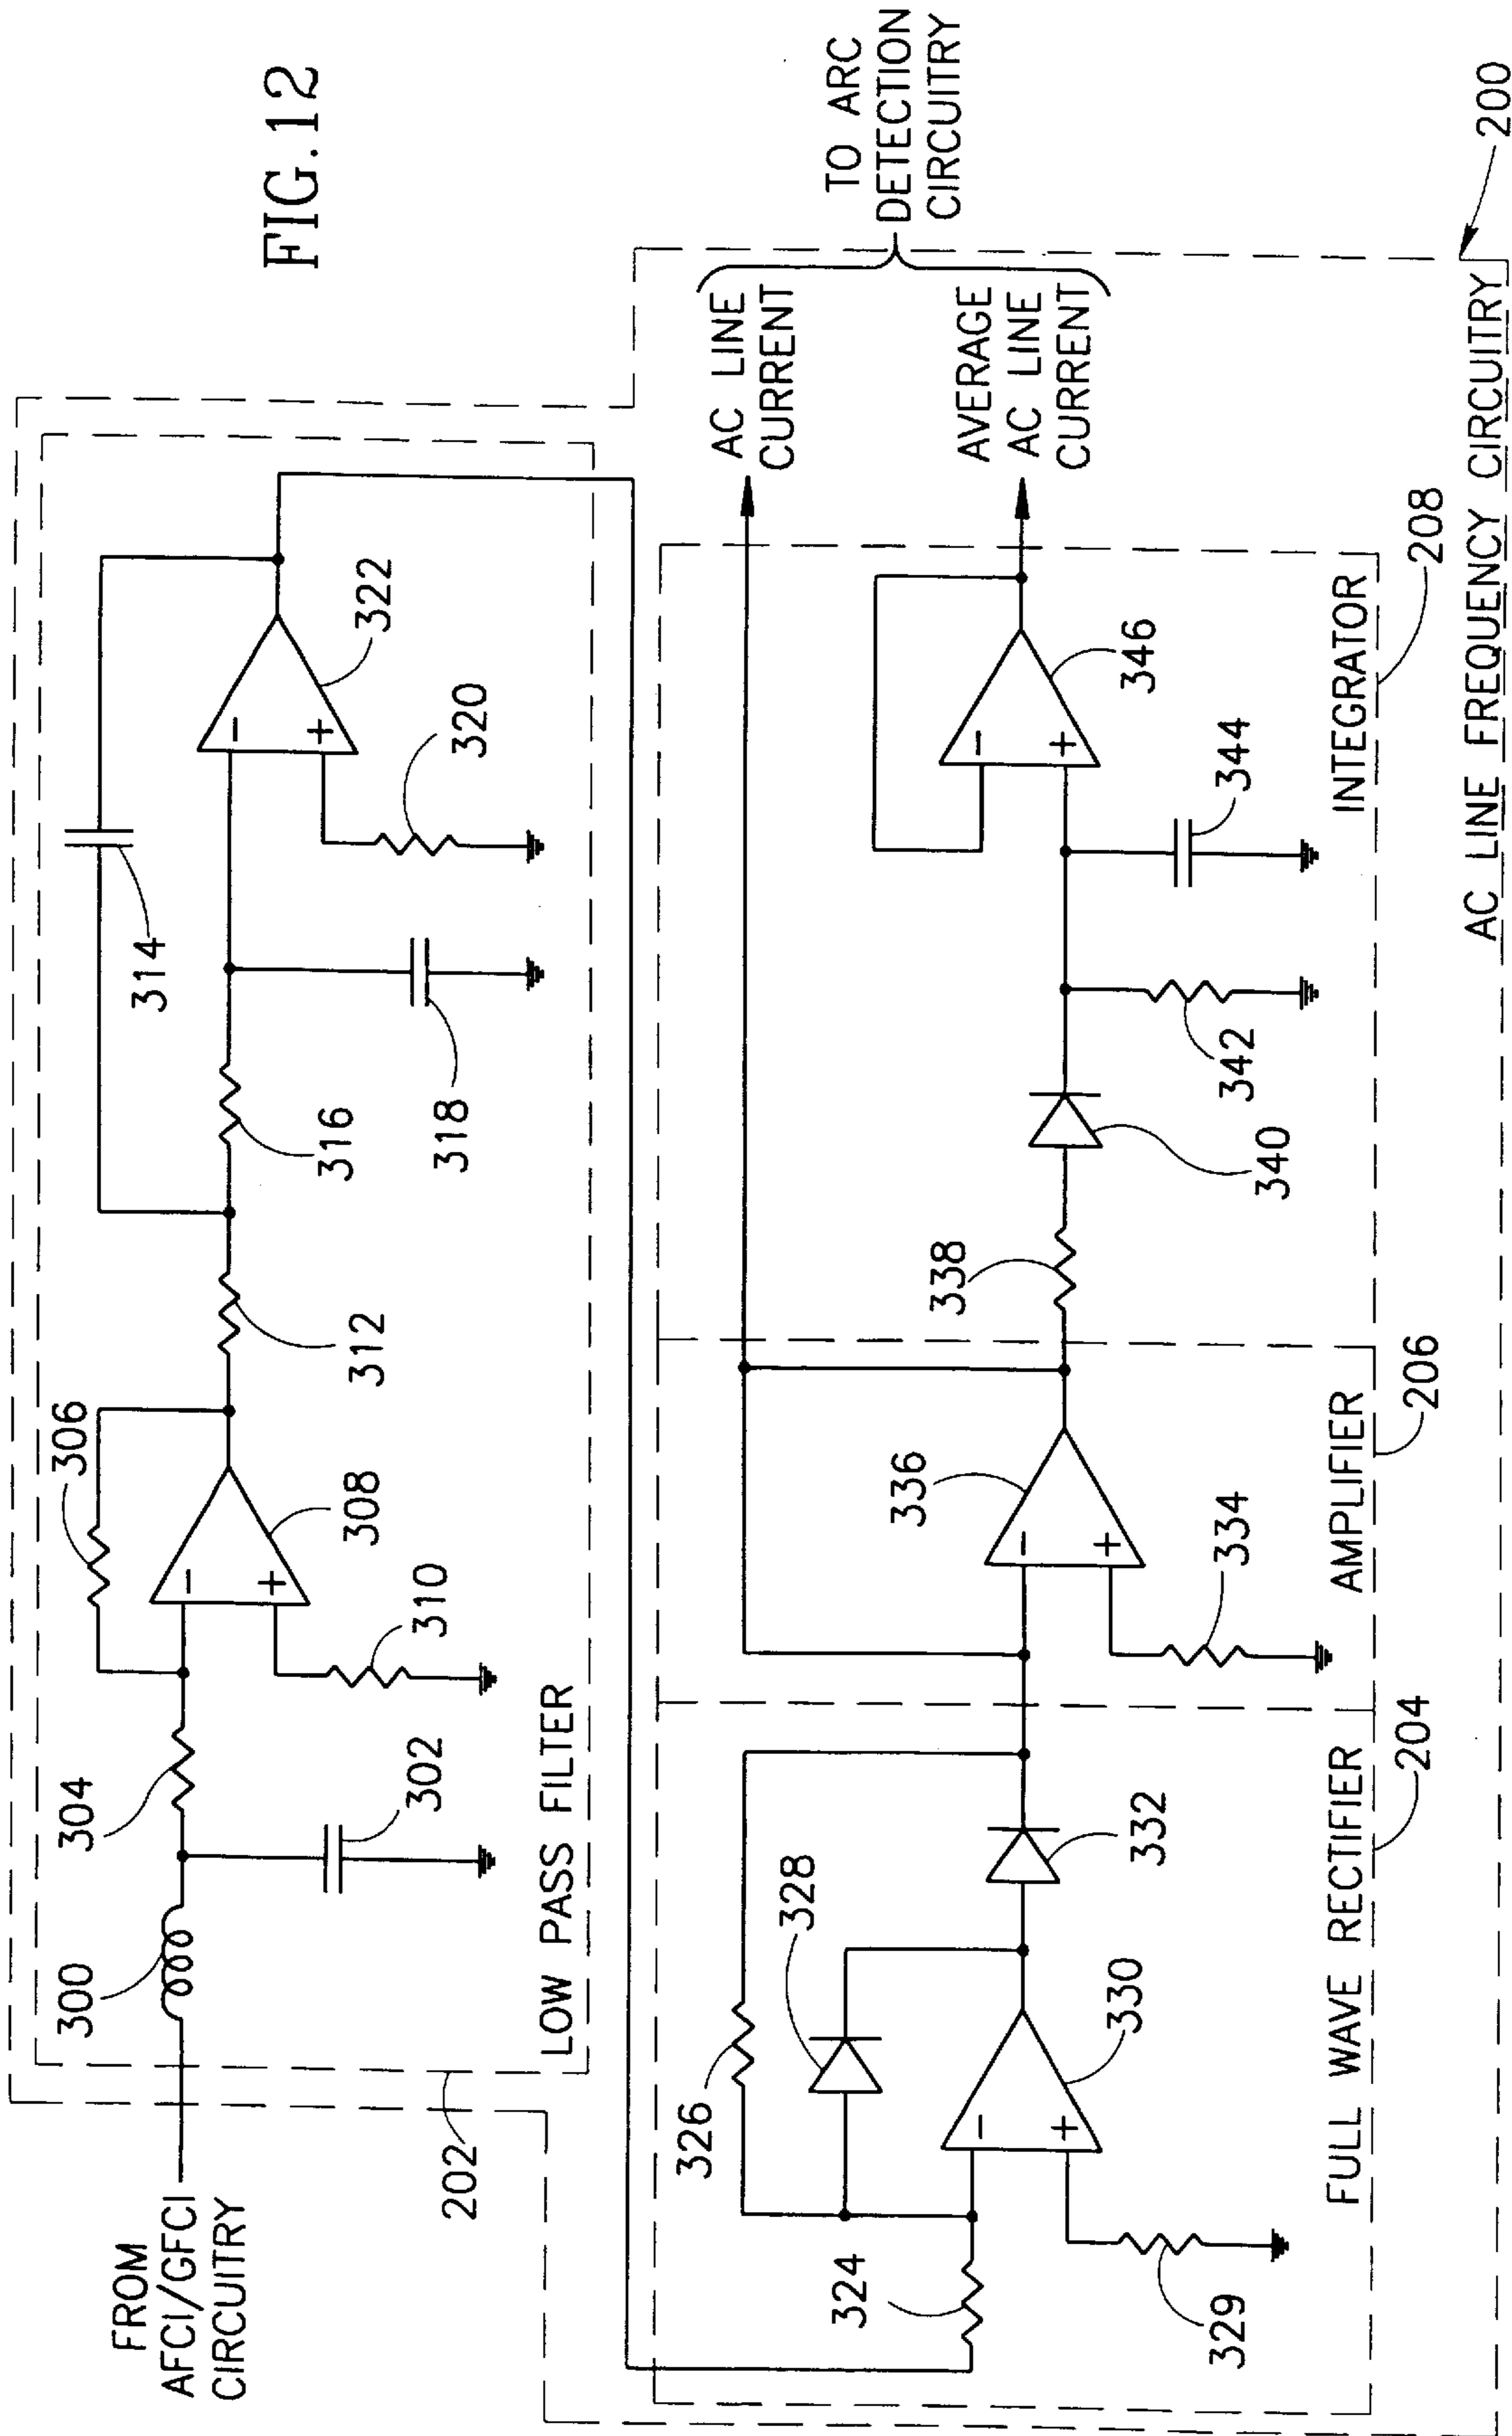 FIG.12
FROM
AFCI/GFCI
CIRCUITRY
202
300
302
304
306
308
310
312
314
316
318
320
322
LOW PASS FILTER
324
326
328
329
330
332
FULL WAVE RECTIFIER
204
334
336
AMPLIFIER
206
338
340
342
344
346
INTEGRATOR
208
AC LINE
CURRENT
AVERAGE
AC LINE
CURRENT
TO ARC
DETECTION
CIRCUITRY
AC LINE FREQUENCY CIRCUITRY
200
- 
+
-
+
-
+
-
+
-
+